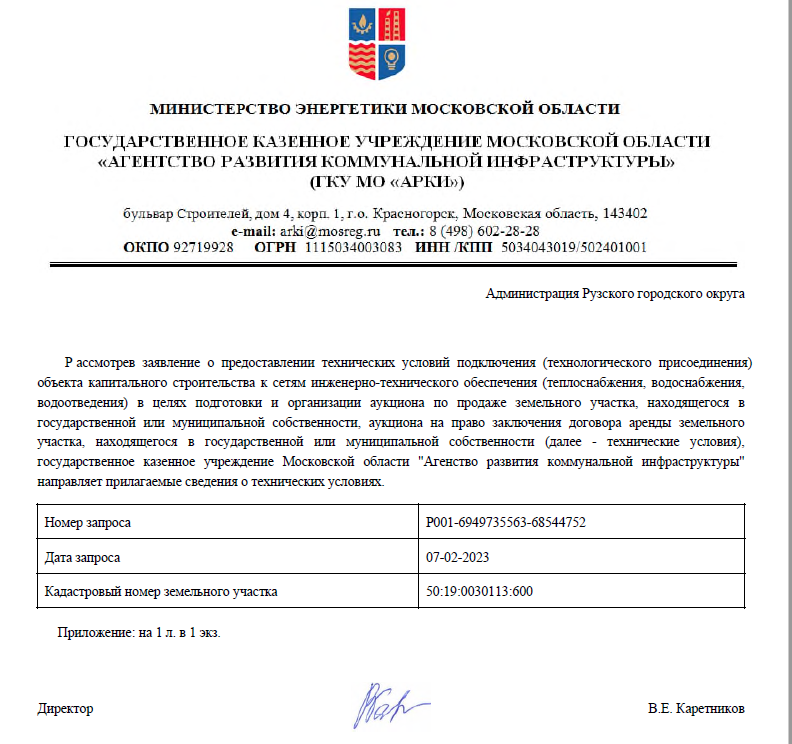 МИНИСТЕРСТВО ЭНЕРГЕТИКИ МОСКОВСКОЙ ОБЛАСТИ
ГОСУДАРСТВЕННОЕ КАЗЕННОЕ УЧРЕЖДЕНИЕ МОСКОВСКОЙ ОБЛАСТИ
«АГЕНТСТВО РАЗВИТИЯ КОММУНАЛЬНОЙ ИНФРАСТРУКТУРЫ»
(ГКУ МО «АРКИ»)
бульвар Строителей, дом 4, корп. 1, г.о. Красногорск, Московская область, 143402
e-mail: arki@mosreg.ru тел.: 8 (498) 602-28-28
ОКПО 92719928 ОГРН 1115034003083 ИНН /КПП 5034043019/502401001
Администрация Рузского городского округа
Р ассмотрев заявление о предоставлении технических условий подключения (технологического присоединения)
объекта капитального строительства к сетям инженерно-технического обеспечения (теплоснабжения, водоснабжения,
водоотведения) в целях подготовки и организации аукциона по продаже земельного участка, находящегося в
государственной или муниципальной собственности, аукциона на право заключения договора аренды земельного
участка, находящегося в государственной или муниципальной собственности (далее - технические условия),
государственное казенное учреждение Московской области "Агенство развития коммунальной инфраструктуры"
направляет прилагаемые сведения о технических условиях.
Номер запроса P001-6949735563-68544752
Дата запроса 07-02-2023
Кадастровый номер земельного участка 50:19:0030113:600
Приложение: на 1 л. в 1 экз.
Директор В.Е. Каретников